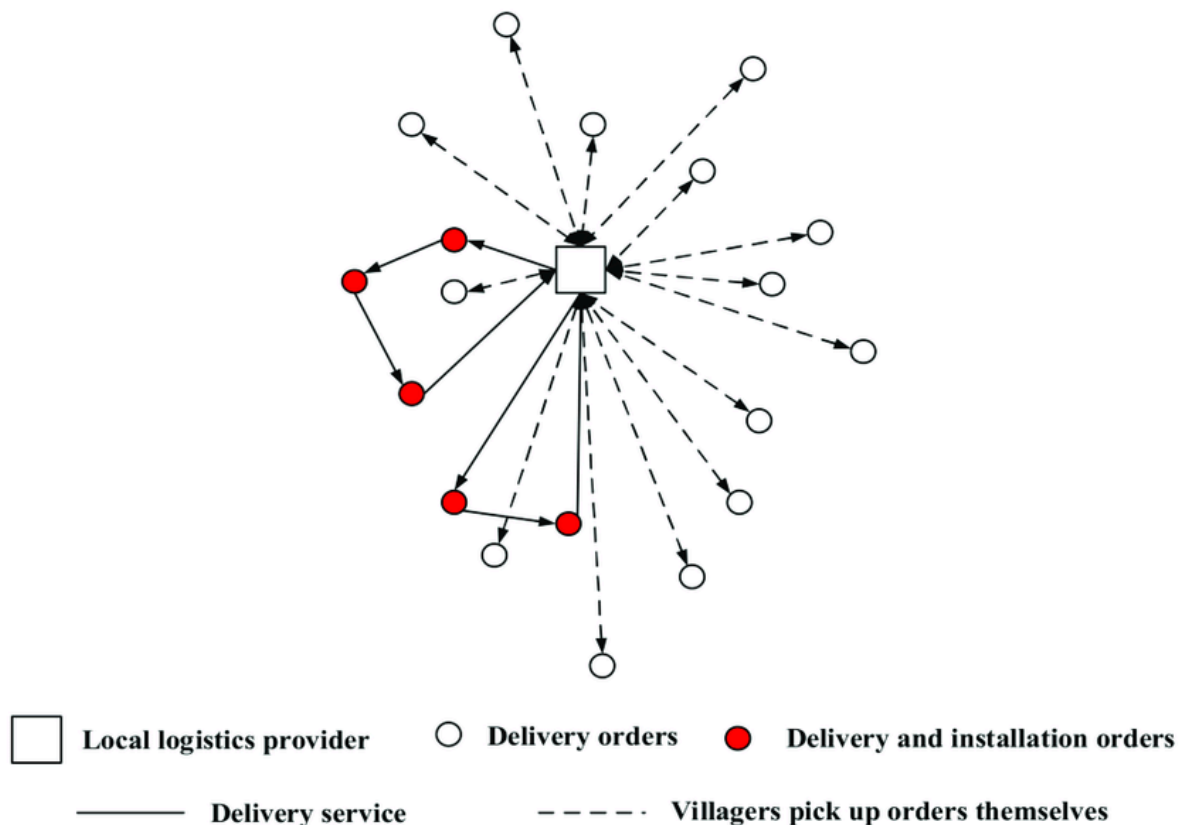 Local logistics provider
Delivery orders
Delivery and installation orders
Delivery service
Villagers pick up orders themselves